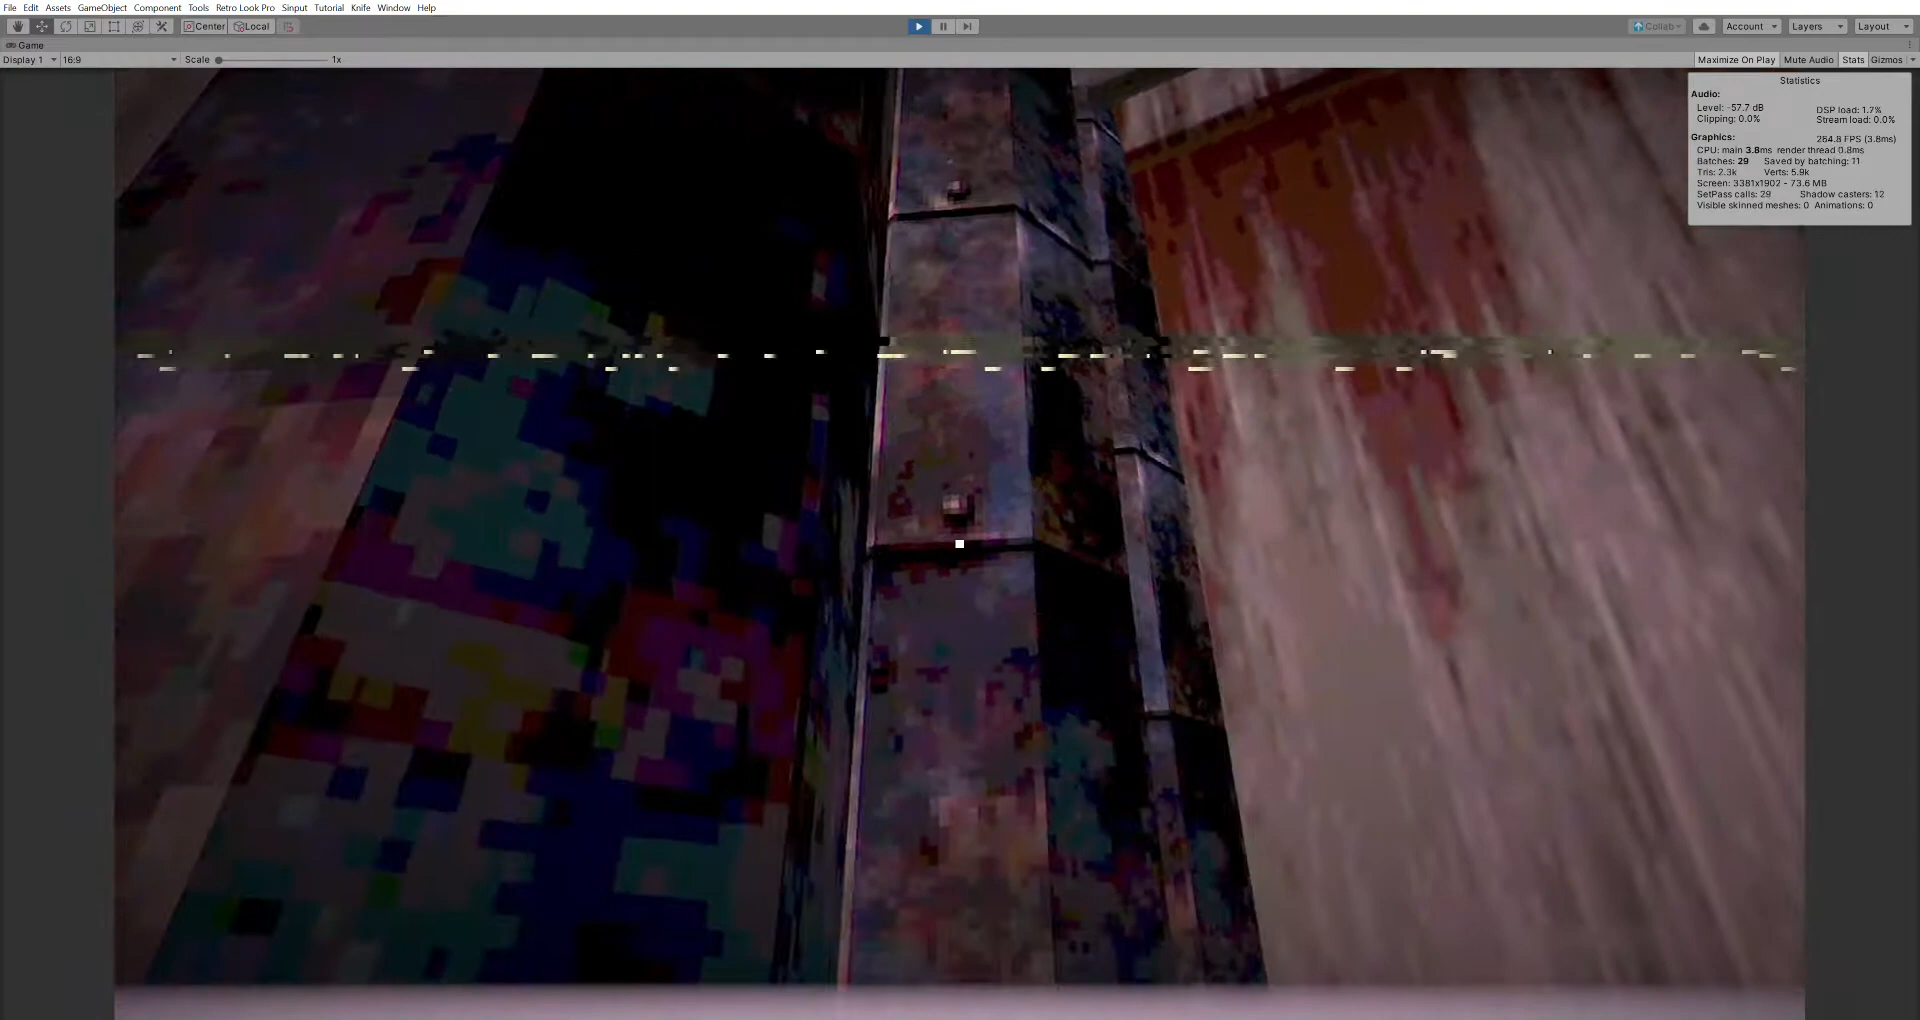 File Edit Assets GameObject Component Tools Retro Look Pro Sinput Tutorial Knife Window Help
Center Local Collab Account Layers Layout
Game
Display 1 16:9 Scale 1x Maximize On Play Mute Audio Stats Gizmos
Statistics
Audio:
Level: -57.7 dB DSP load: 1.7%
Clipping: 0.0% Stream load: 0.0%
Graphics: 264.8 FPS (3.8ms)
CPU: main 3.8ms render thread 0.8ms
Batches: 29 Saved by batching: 11
Tris: 2.3k Verts: 5.9k
Screen: 3381x1902 - 73.6 MB
SetPass calls: 29 Shadow casters: 12
Visible skinned meshes: 0 Animations: 0